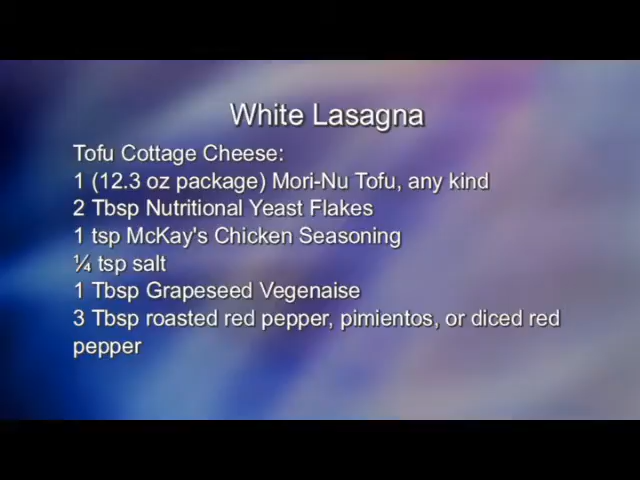 White Lasagna
Tofu Cottage Cheese:
1 (12.3 oz package) Mori-Nu Tofu, any kind
2 Tbsp Nutritional Yeast Flakes
1 tsp McKay's Chicken Seasoning
¼ tsp salt
1 Tbsp Grapeseed Vegenaise
3 Tbsp roasted red pepper, pimientos, or diced red
pepper